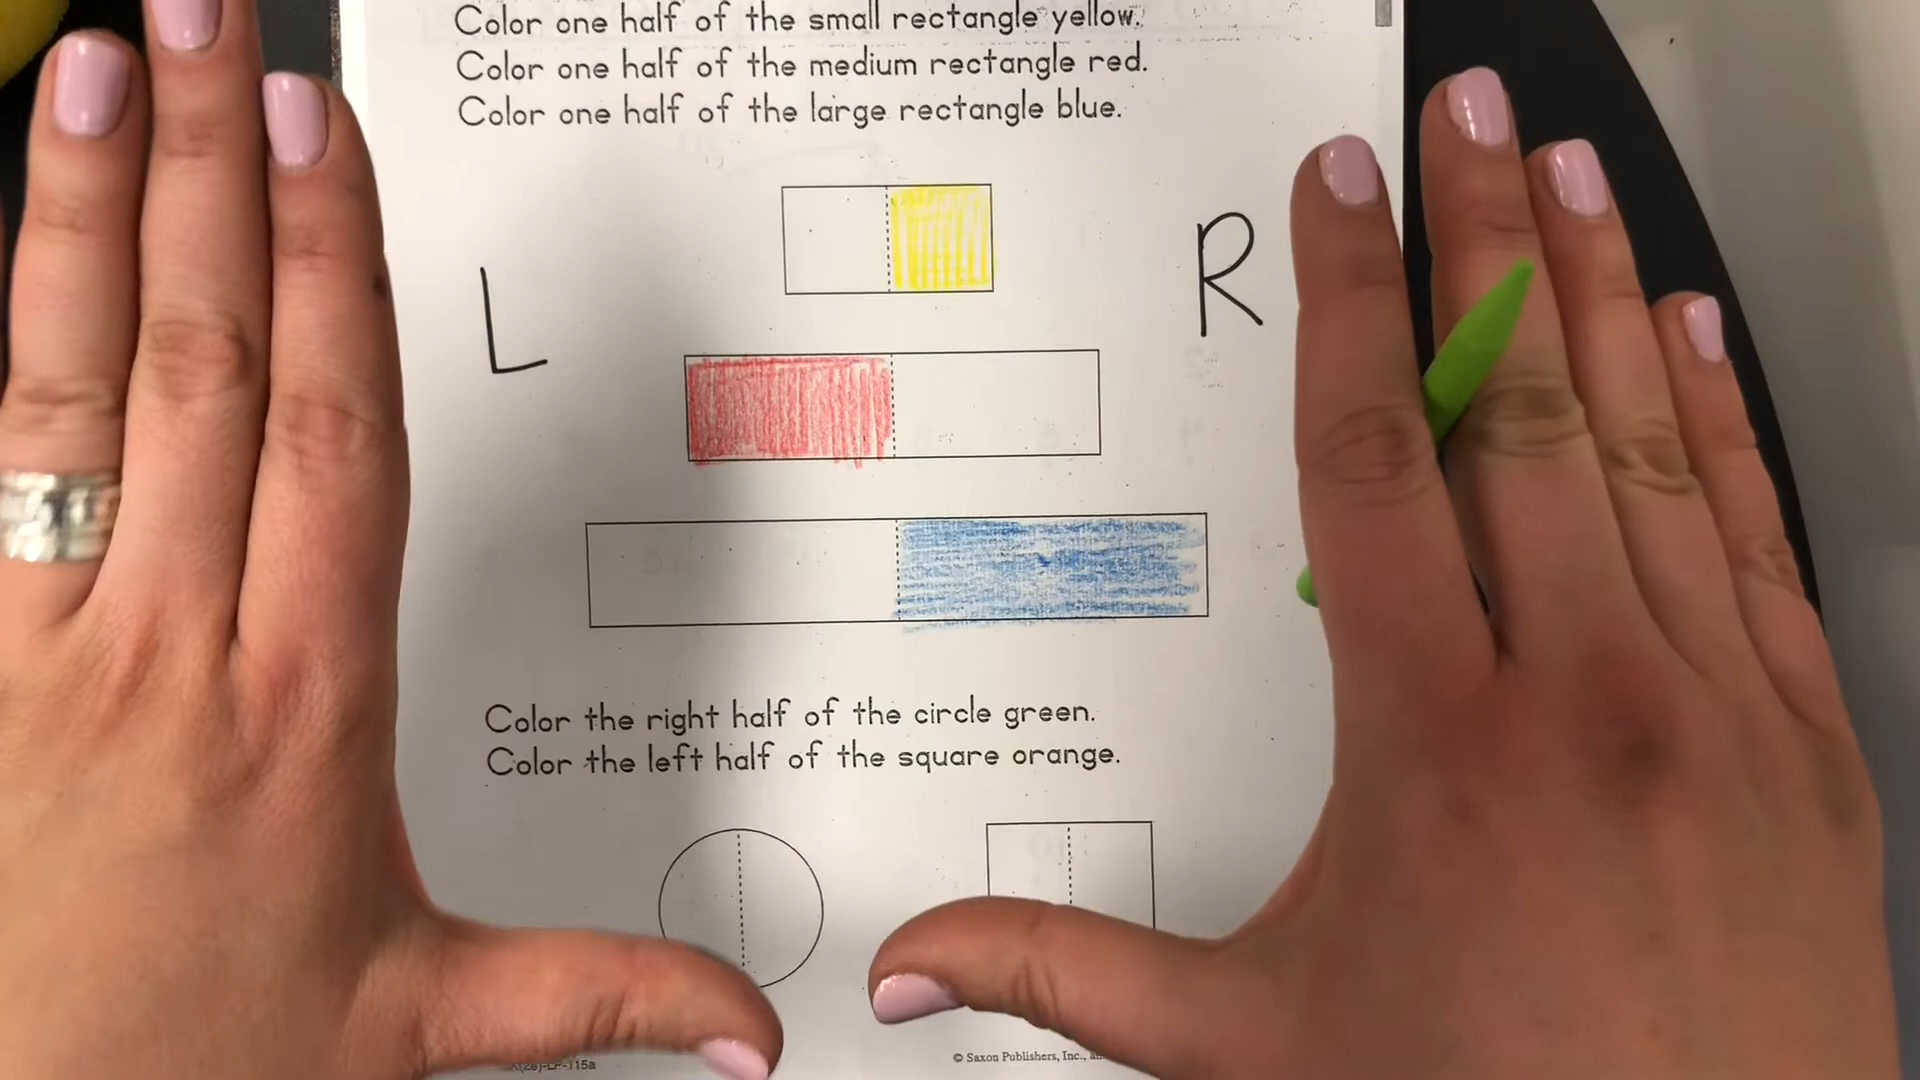 Color one half of the small rectangle yellow.
Color one half of the medium rectangle red.
Color one half of the large rectangle blue.
L
R
Color the right half of the circle green.
Color the left half of the square orange.
-115a
© Saxon Publishers, Inc.,